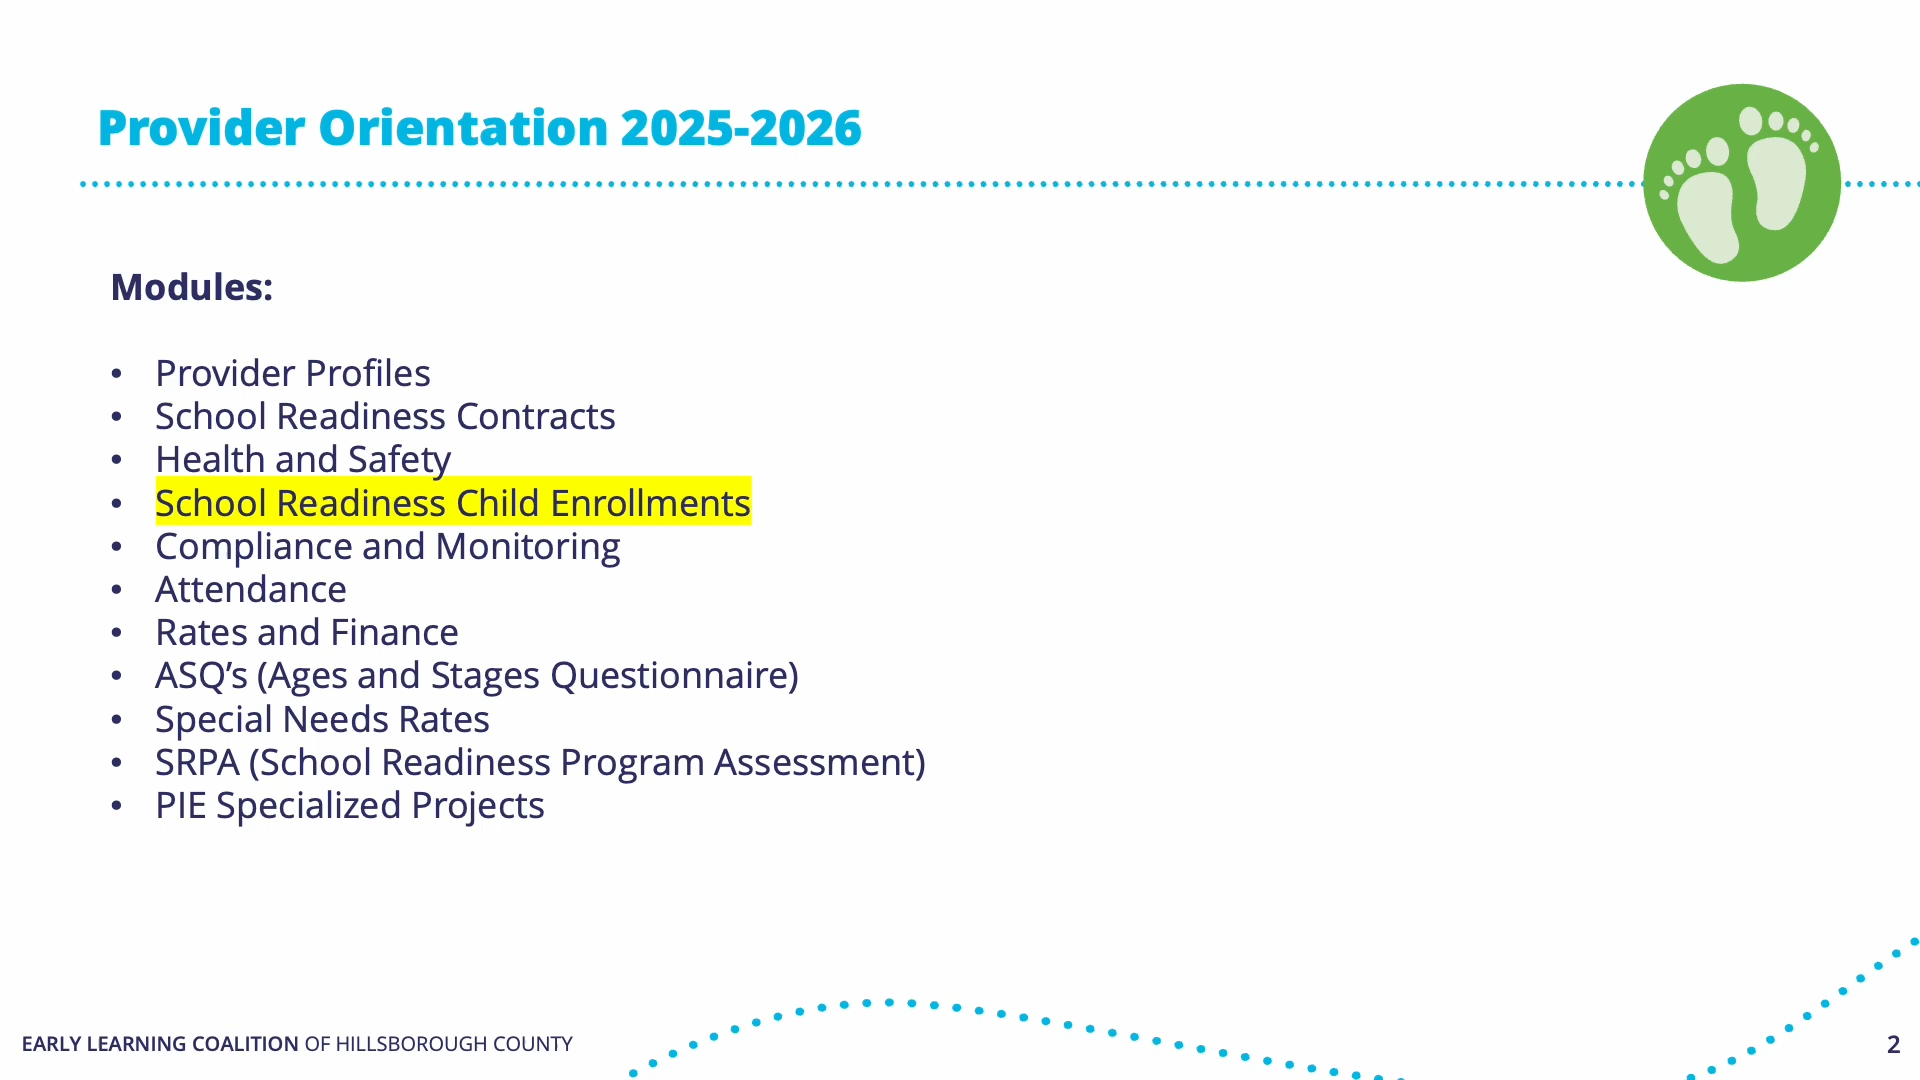 Provider Orientation 2025-2026
Modules:
• Provider Profiles
• School Readiness Contracts
• Health and Safety
• School Readiness Child Enrollments
• Compliance and Monitoring
• Attendance
• Rates and Finance
• ASQ’s (Ages and Stages Questionnaire)
• Special Needs Rates
• SRPA (School Readiness Program Assessment)
• PIE Specialized Projects
EARLY LEARNING COALITION OF HILLSBOROUGH COUNTY
2